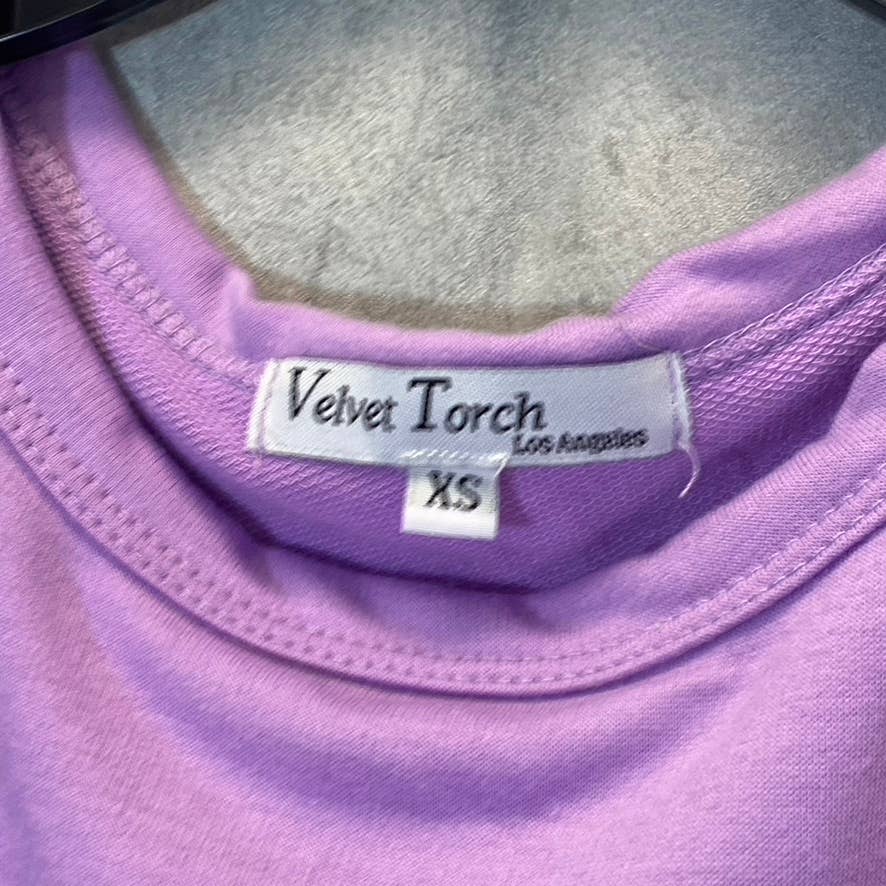 Velvet Torch
Los Angeles
XS